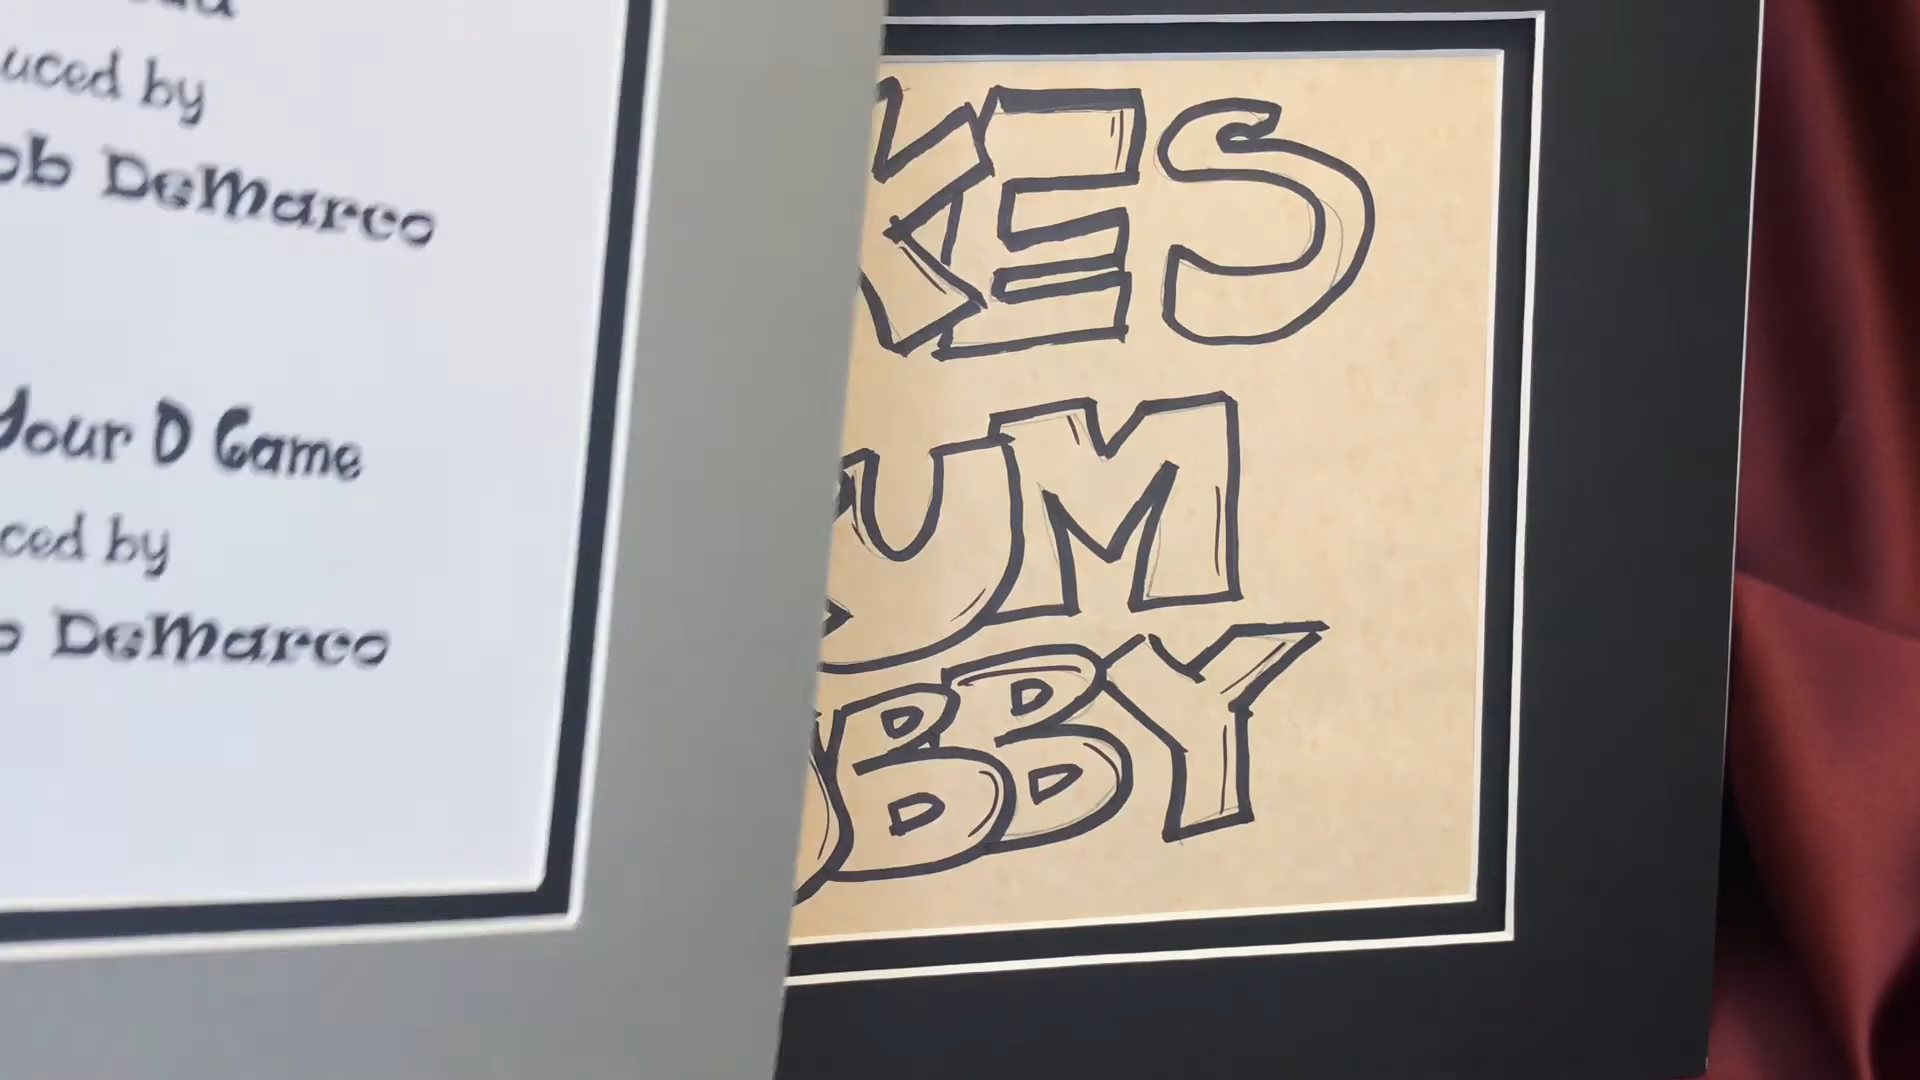 uced by
ob DeMarco
Your D Game
ced by
DeMarco
KES
UM
BBY